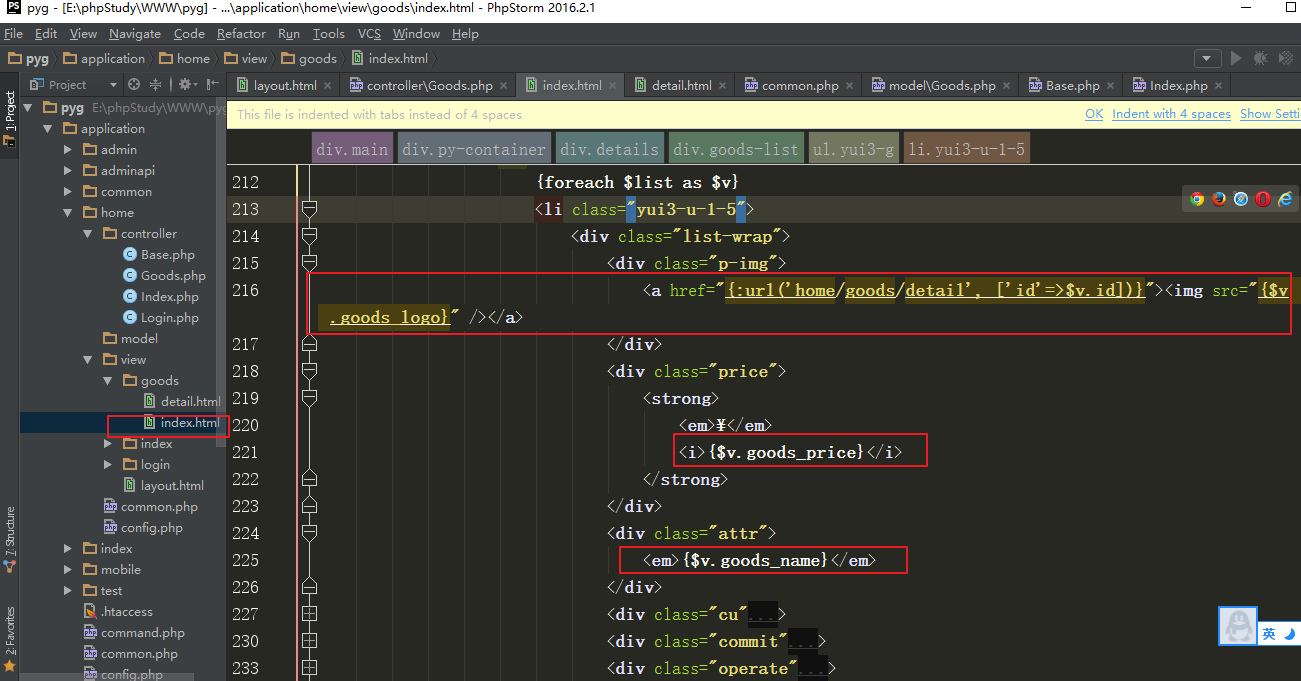 pyg - [E:\phpStudy\WWW\pyg] - ...\application\home\view\goods\index.html - PhpStorm 2016.2.1
File Edit View Navigate Code Refactor Run Tools VCS Window Help
pyg application home view goods index.html
Project layout.html controller\Goods.php index.html detail.html common.php model\Goods.php Base.php Index.php
1: Project
7: Structure
2: Favorites
pyg E:\phpStudy\WWW\pyg
application
admin
adminapi
common
home
controller
Base.php
Goods.php
Index.php
Login.php
model
view
goods
detail.html
index.html
index
login
layout.html
common.php
config.php
index
mobile
test
.htaccess
command.php
common.php
config.php
This file is indented with tabs instead of 4 spaces OK Indent with 4 spaces Show Setti
div.main div.py-container div.details div.goods-list ul.yui3-g li.yui3-u-1-5
212 {foreach $list as $v}
213 <li class="yui3-u-1-5">
214 <div class="list-wrap">
215 <div class="p-img">
216 <a href="{:url('home/goods/detail', ['id'=>$v.id])}"><img src="{$v
.goods_logo}" /></a>
217 </div>
218 <div class="price">
219 <strong>
220 <em>¥</em>
221 <i>{$v.goods_price}</i>
222 </strong>
223 </div>
224 <div class="attr">
225 <em>{$v.goods_name}</em>
226 </div>
227 <div class="cu"...>
230 <div class="commit"...>
233 <div class="operate"...>
英